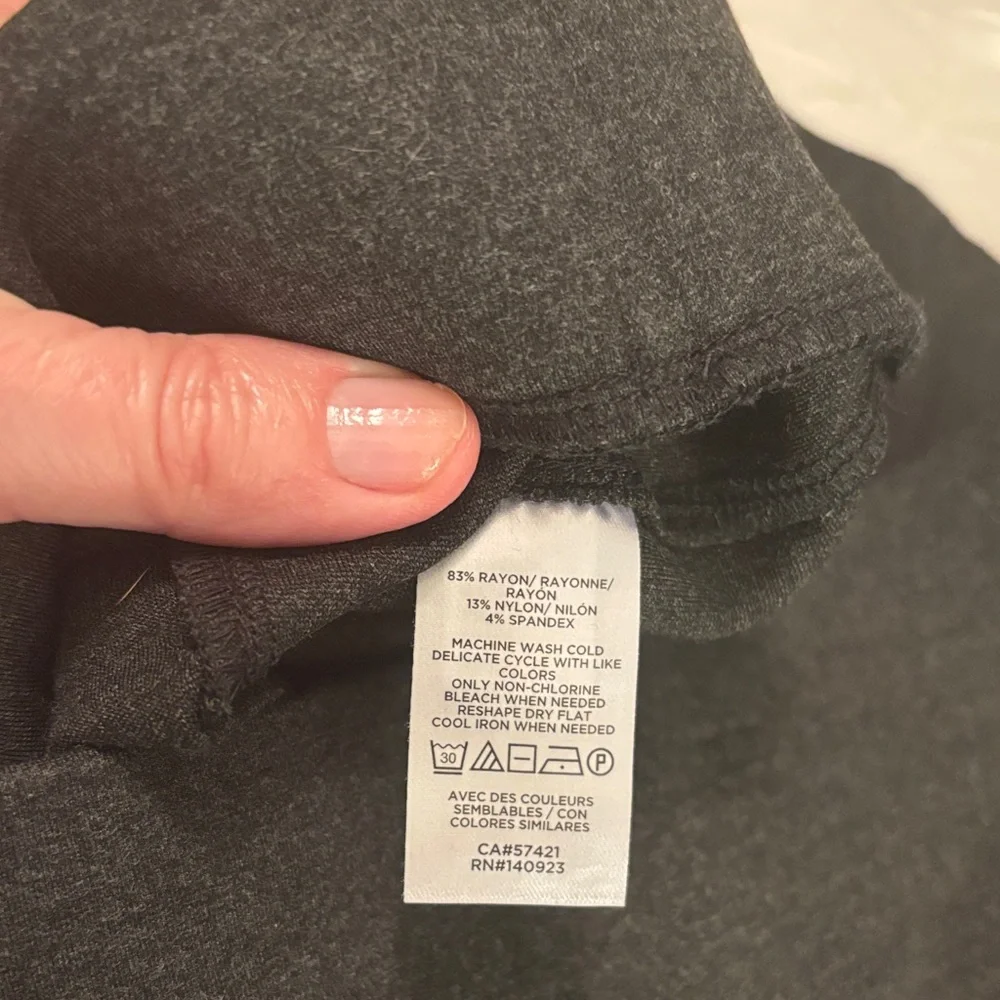 83% RAYON/ RAYONNE/
RAYÓN
13% NYLON/ NILÓN
4% SPANDEX
MACHINE WASH COLD
DELICATE CYCLE WITH LIKE
COLORS
ONLY NON-CHLORINE
BLEACH WHEN NEEDED
RESHAPE DRY FLAT
COOL IRON WHEN NEEDED
30 P
AVEC DES COULEURS
SEMBLABLES / CON
COLORES SIMILARES
CA#57421
RN#140923